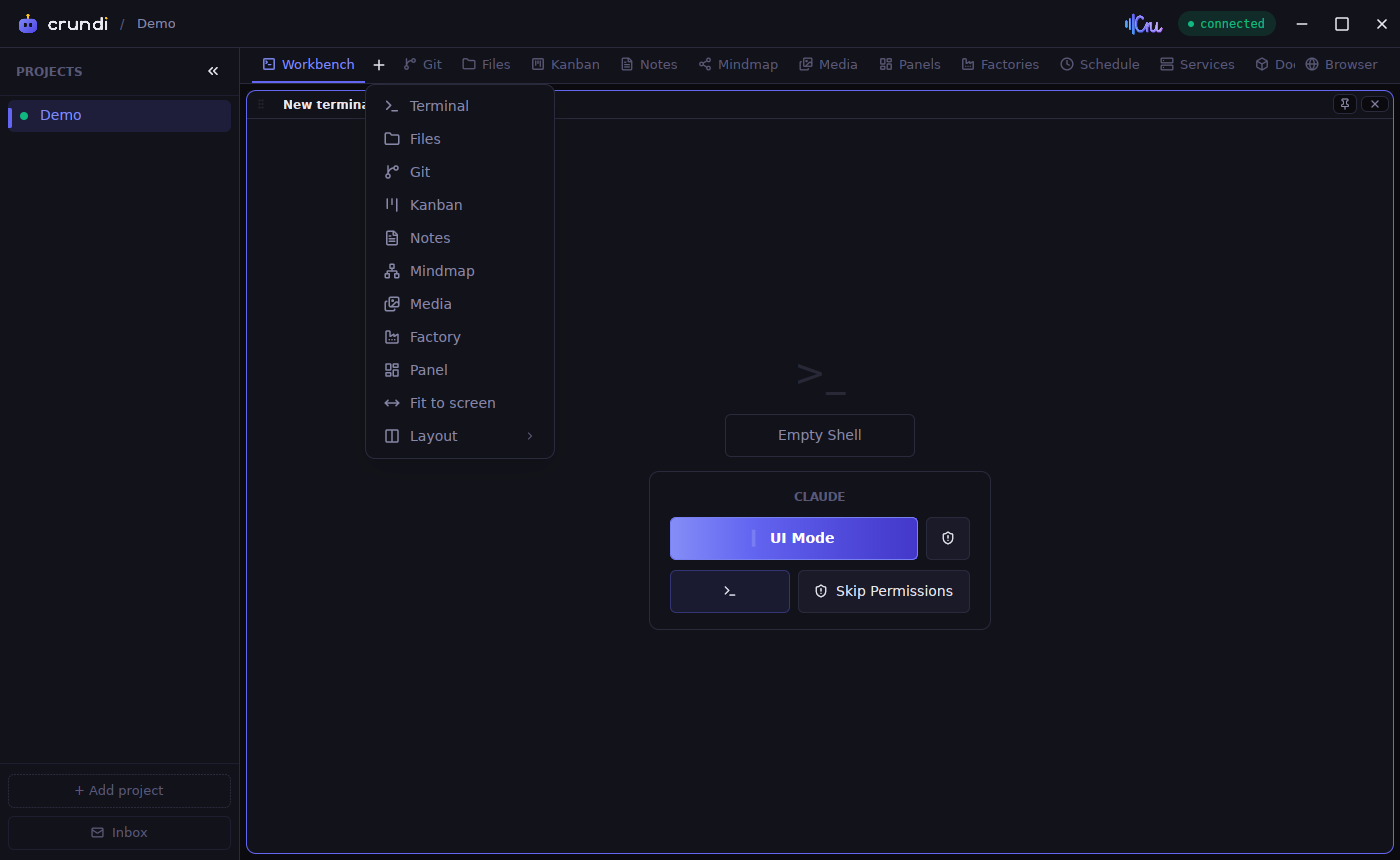 crundi / Demo
Cru
connected
PROJECTS
Workbench
Git
Files
Kanban
Notes
Mindmap
Media
Panels
Factories
Schedule
Services
Browser
Demo
New
Terminal
Files
Git
Kanban
Notes
Mindmap
Media
Factory
Panel
Fit to screen
Layout
>_
Empty Shell
CLAUDE
UI Mode
Skip Permissions
+ Add project
Inbox